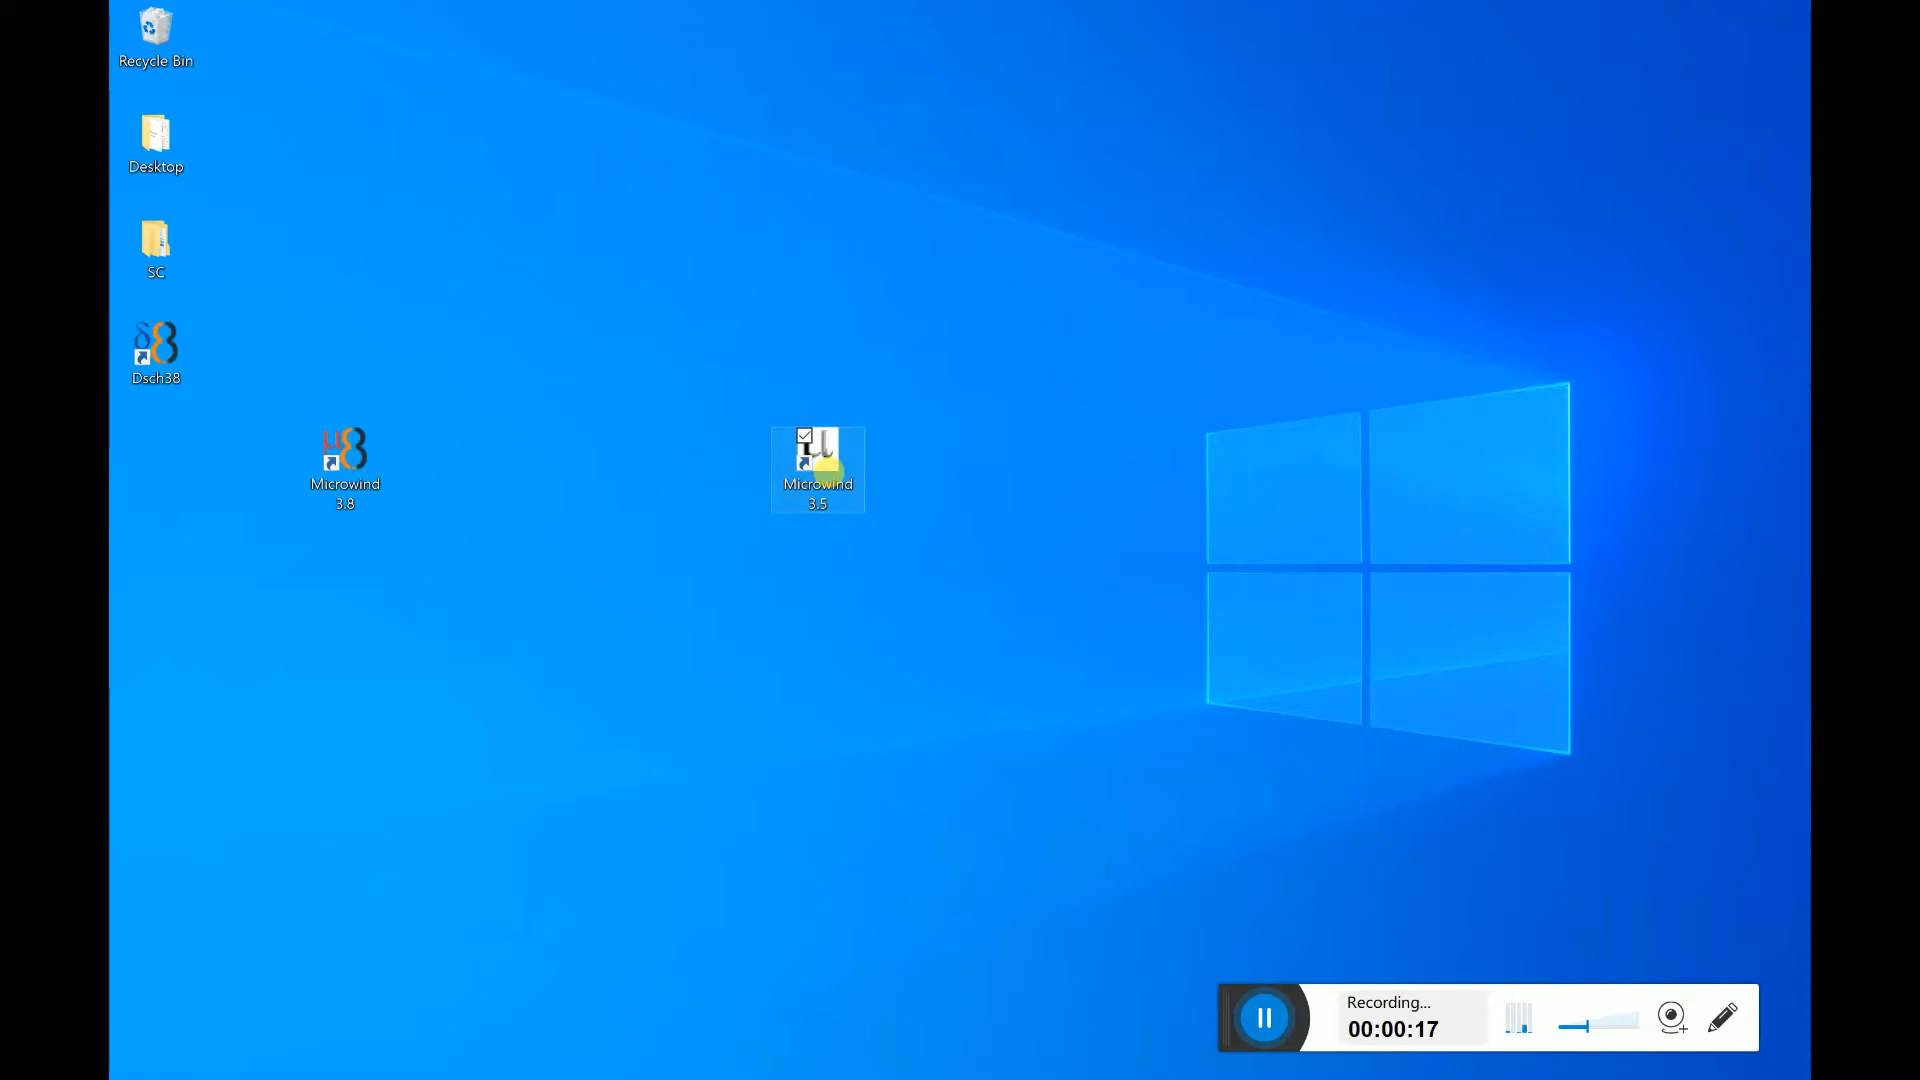 Recycle Bin
Desktop
SC
Dsch38
Microwind
3.8
Microwind
3.5
Recording...
00:00:17